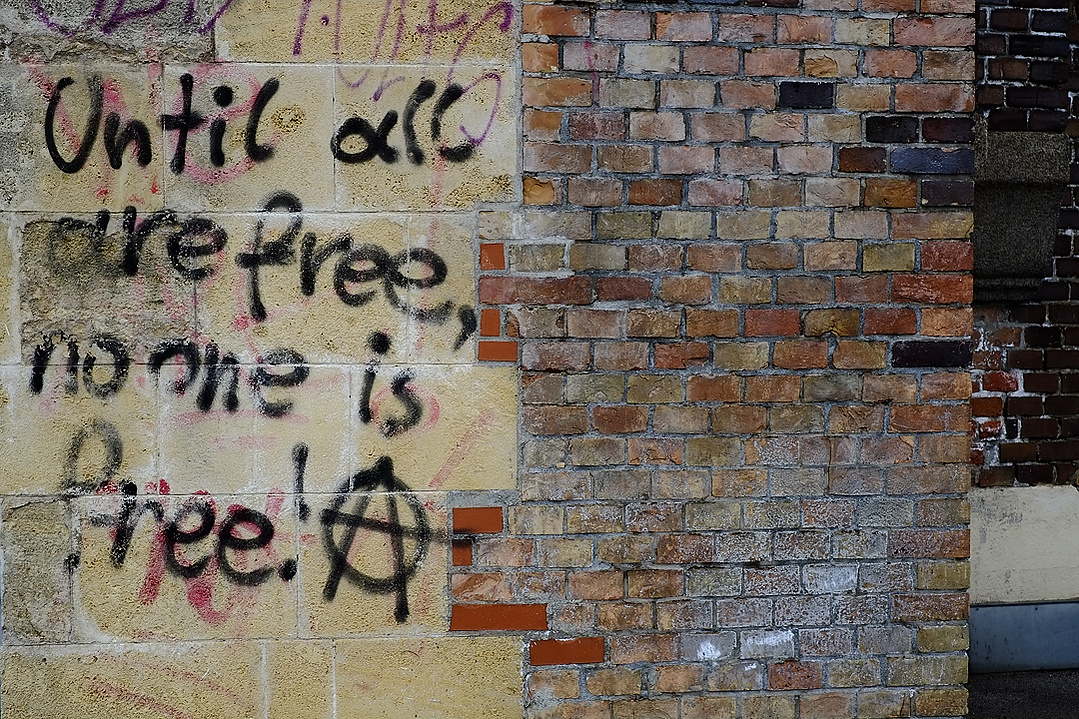 Until all
are free,
no one is
free! Ⓐ